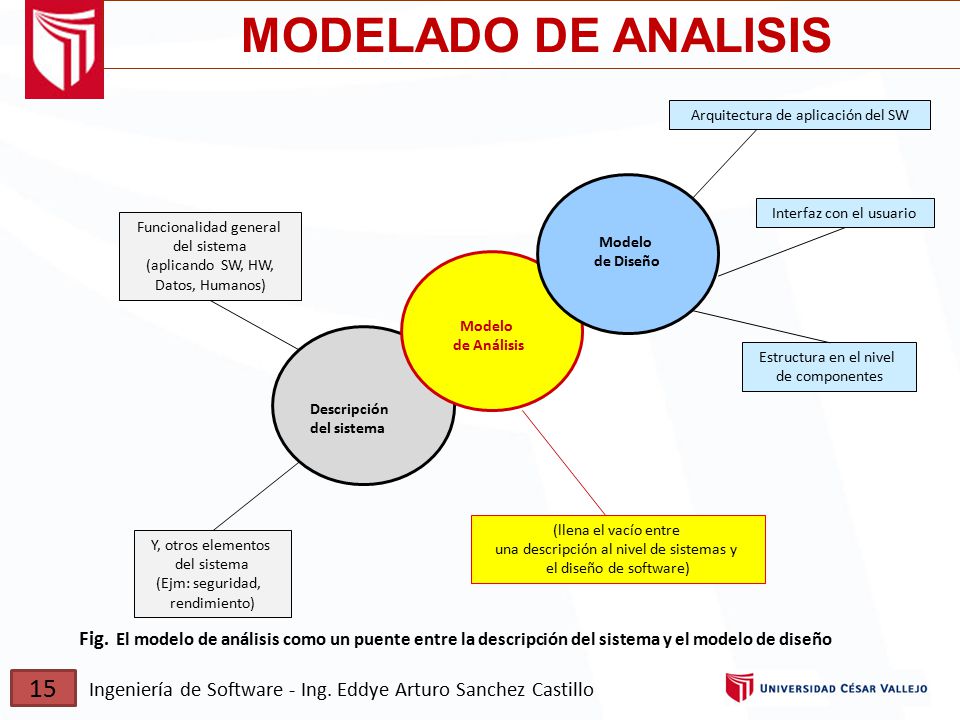 MODELADO DE ANALISIS
Arquitectura de aplicación del SW
Interfaz con el usuario
Funcionalidad general
del sistema
(aplicando SW, HW,
Datos, Humanos)
Modelo
de Diseño
Modelo
de Análisis
Estructura en el nivel
de componentes
Descripción
del sistema
(llena el vacío entre
una descripción al nivel de sistemas y
el diseño de software)
Y, otros elementos
del sistema
(Ejm: seguridad,
rendimiento)
Fig. El modelo de análisis como un puente entre la descripción del sistema y el modelo de diseño
15
Ingeniería de Software - Ing. Eddye Arturo Sanchez Castillo
UNIVERSIDAD CÉSAR VALLEJO